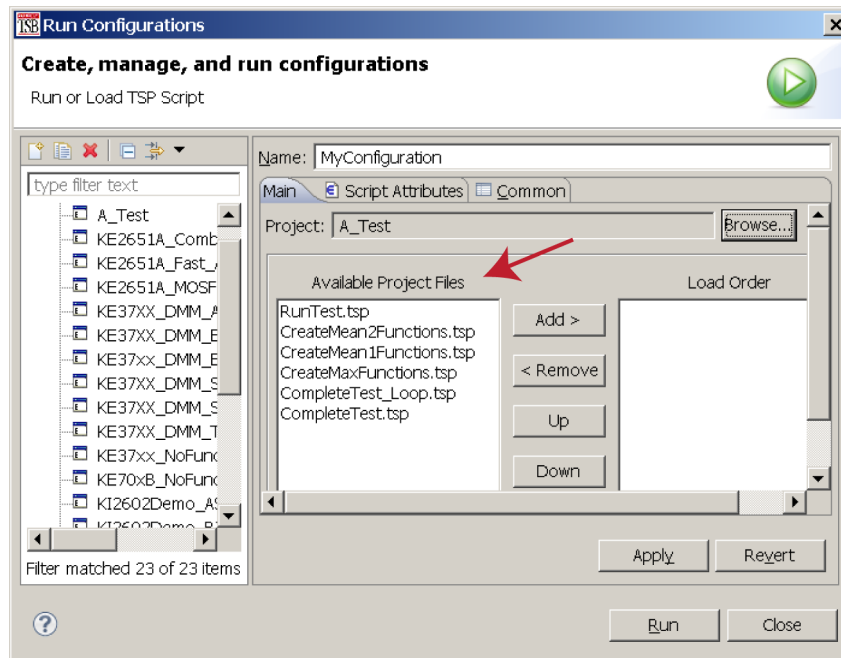 TSB Run Configurations
Create, manage, and run configurations
Run or Load TSP Script
type filter text
A_Test
KE2651A_Comb
KE2651A_Fast_
KE2651A_MOSF
KE37XX_DMM_A
KE37XX_DMM_E
KE37xx_DMM_E
KE37XX_DMM_S
KE37XX_DMM_S
KE37XX_DMM_T
KE37xx_NoFunc
KE70xB_NoFunc
KI2602Demo_AS
Filter matched 23 of 23 items
Name: MyConfiguration
Main Script Attributes Common
Project: A_Test Browse...
Available Project Files
RunTest.tsp
CreateMean2Functions.tsp
CreateMean1Functions.tsp
CreateMaxFunctions.tsp
CompleteTest_Loop.tsp
CompleteTest.tsp
Add >
< Remove
Up
Down
Load Order
Apply Revert
? Run Close